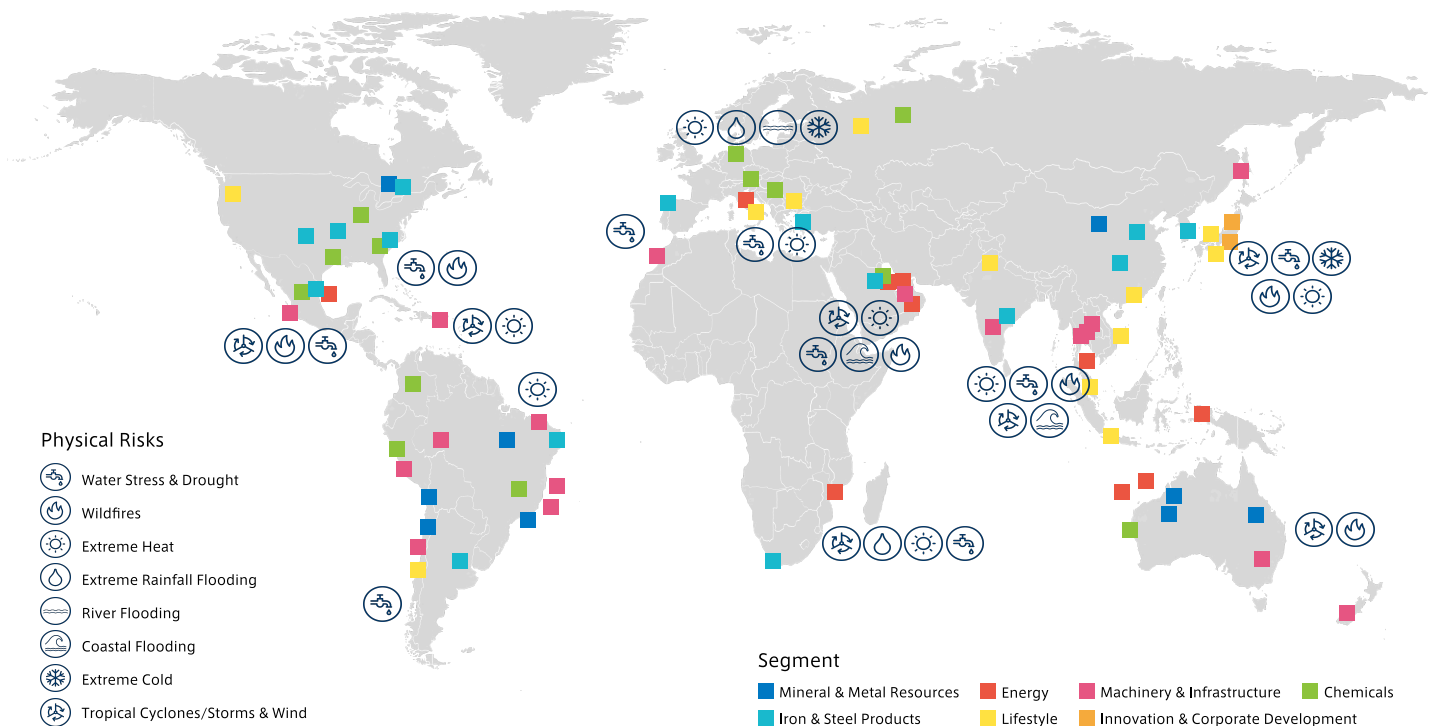 Physical Risks
Water Stress & Drought
Wildfires
Extreme Heat
Extreme Rainfall Flooding
River Flooding
Coastal Flooding
Extreme Cold
Tropical Cyclones/Storms & Wind
Segment
Mineral & Metal Resources Energy Machinery & Infrastructure Chemicals
Iron & Steel Products Lifestyle Innovation & Corporate Development